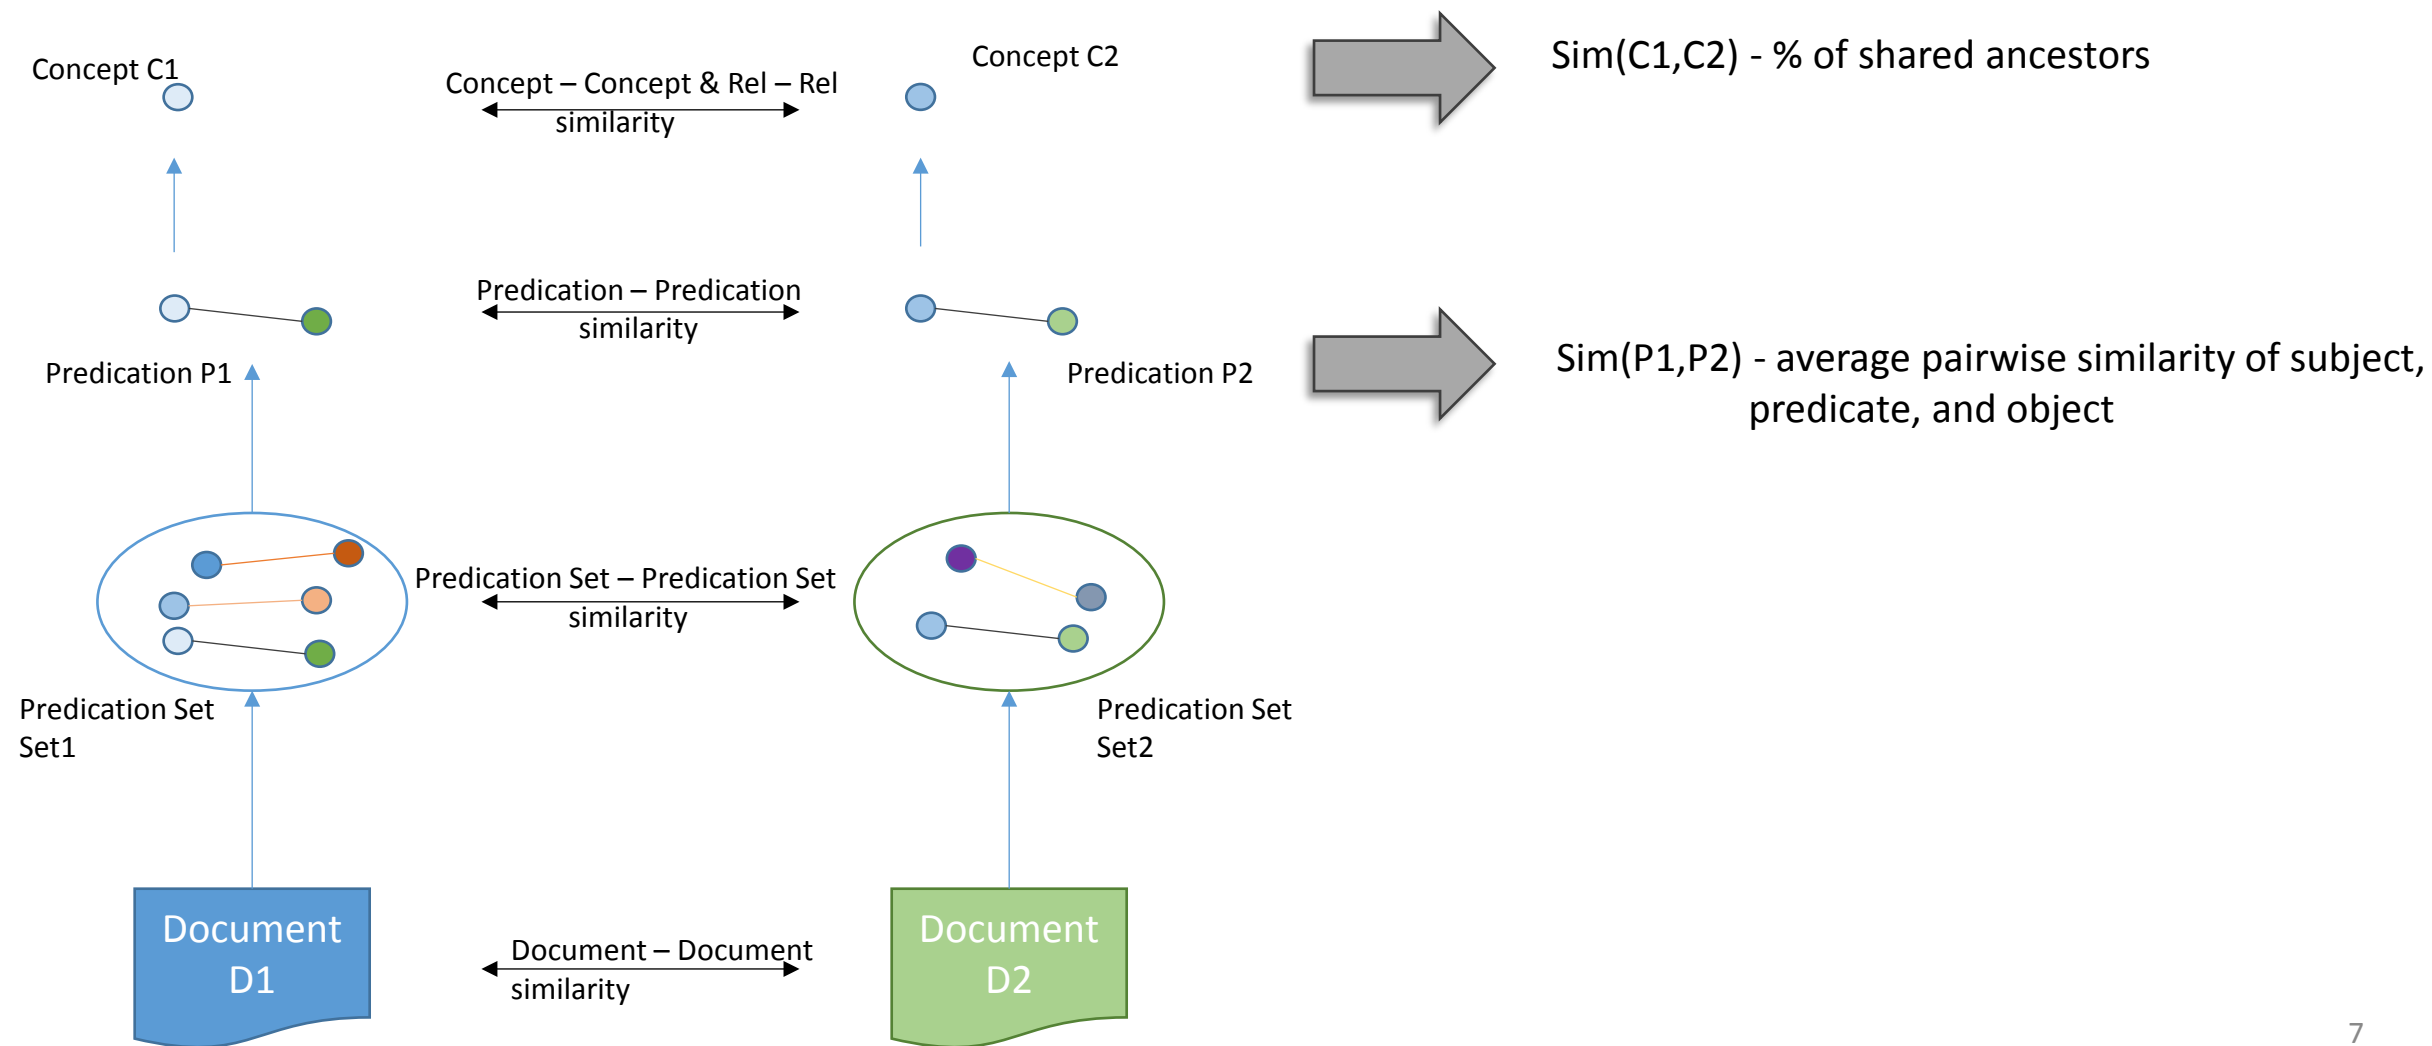 Concept C1
Concept – Concept & Rel – Rel
similarity
Concept C2
Sim(C1,C2) - % of shared ancestors
Predication – Predication
similarity
Predication P1
Predication P2
Sim(P1,P2) - average pairwise similarity of subject,
predicate, and object
Predication Set – Predication Set
similarity
Predication Set
Set1
Predication Set
Set2
Document
D1
Document – Document
similarity
Document
D2
7